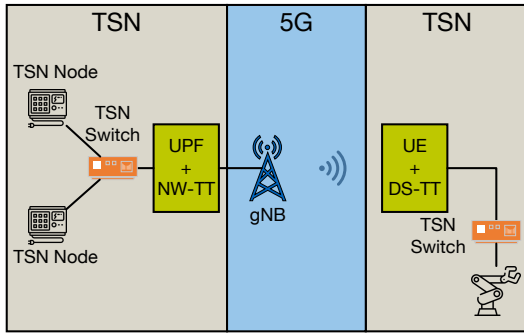 TSN
5G
TSN
TSN Node
TSN
Switch
UPF
+
NW-TT
gNB
UE
+
DS-TT
TSN
Switch
TSN Node